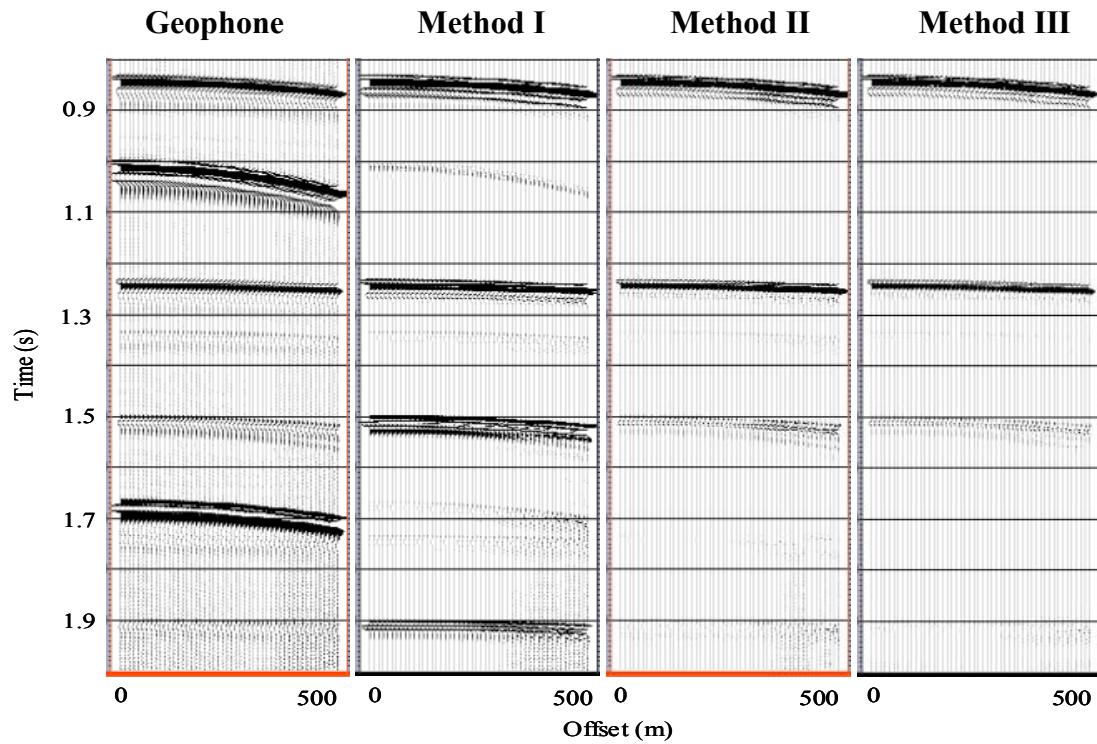 Geophone Method I Method II Method III
0.9
1.1
1.3
1.5
1.7
1.9
Time (s)
0 500 0 500 0 500 0 500
Offset (m)